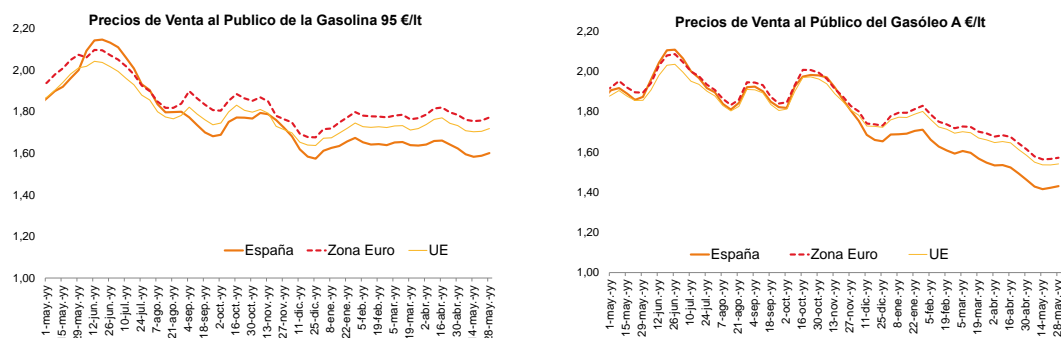 Precios de Venta al Publico de la Gasolina 95 €/lt
2,20
2,00
1,80
1,60
1,40
1,20
1,00
España
Zona Euro
UE
1-may.-yy
15-may.-yy
29-may.-yy
12-jun.-yy
26-jun.-yy
10-jul.-yy
24-jul.-yy
7-ago.-yy
21-ago-yy
4-sep.-yy
18-sep.-yy
2-oct.-yy
16-oct-yy
30-oct-yy
13-nov-yy
27-nov-yy
11-dic-yy
25-dic-yy
8-ene-yy
22-ene-yy
5-feb-yy
19-feb-yy
5-mar-yy
19-mar-yy
2-abr-yy
16-abr-yy
30-abr-yy
14-may-yy
28-may.-yy
Precios de Venta al Público del Gasóleo A €/lt
2,20
2,00
1,80
1,60
1,40
1,20
1,00
España
Zona Euro
UE
1-may.-yy
15-may.-yy
29-may.-yy
12-jun.-yy
26-jun.-yy
10-jul.-yy
24-jul.-yy
7-ago-yy
21-ago-yy
4-sep.-yy
18-sep-yy
2-oct-yy
16-oct-yy
30-oct-yy
13-nov-yy
27-nov-yy
11-dic-yy
25-dic-yy
8-ene-yy
22-ene-yy
5-feb.-yy
19-feb-yy
5-mar-yy
19-mar-yy
2-abr-yy
16-abr-yy
30-abr-yy
14-may-yy
28-may.-yy